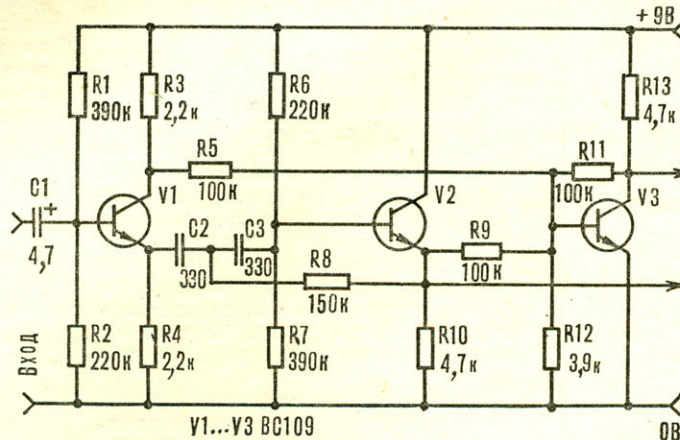 + 9В
R1
390к
R3
2,2к
R6
220к
R13
4,7к
R5
100к
R11
100к
C1
+
4,7
V1
C2
330
C3
330
V2
R9
100к
V3
R8
150к
Вход
R2
220к
R4
2,2к
R7
390к
R10
4,7к
R12
3,9к
V1...V3 BC109
0В